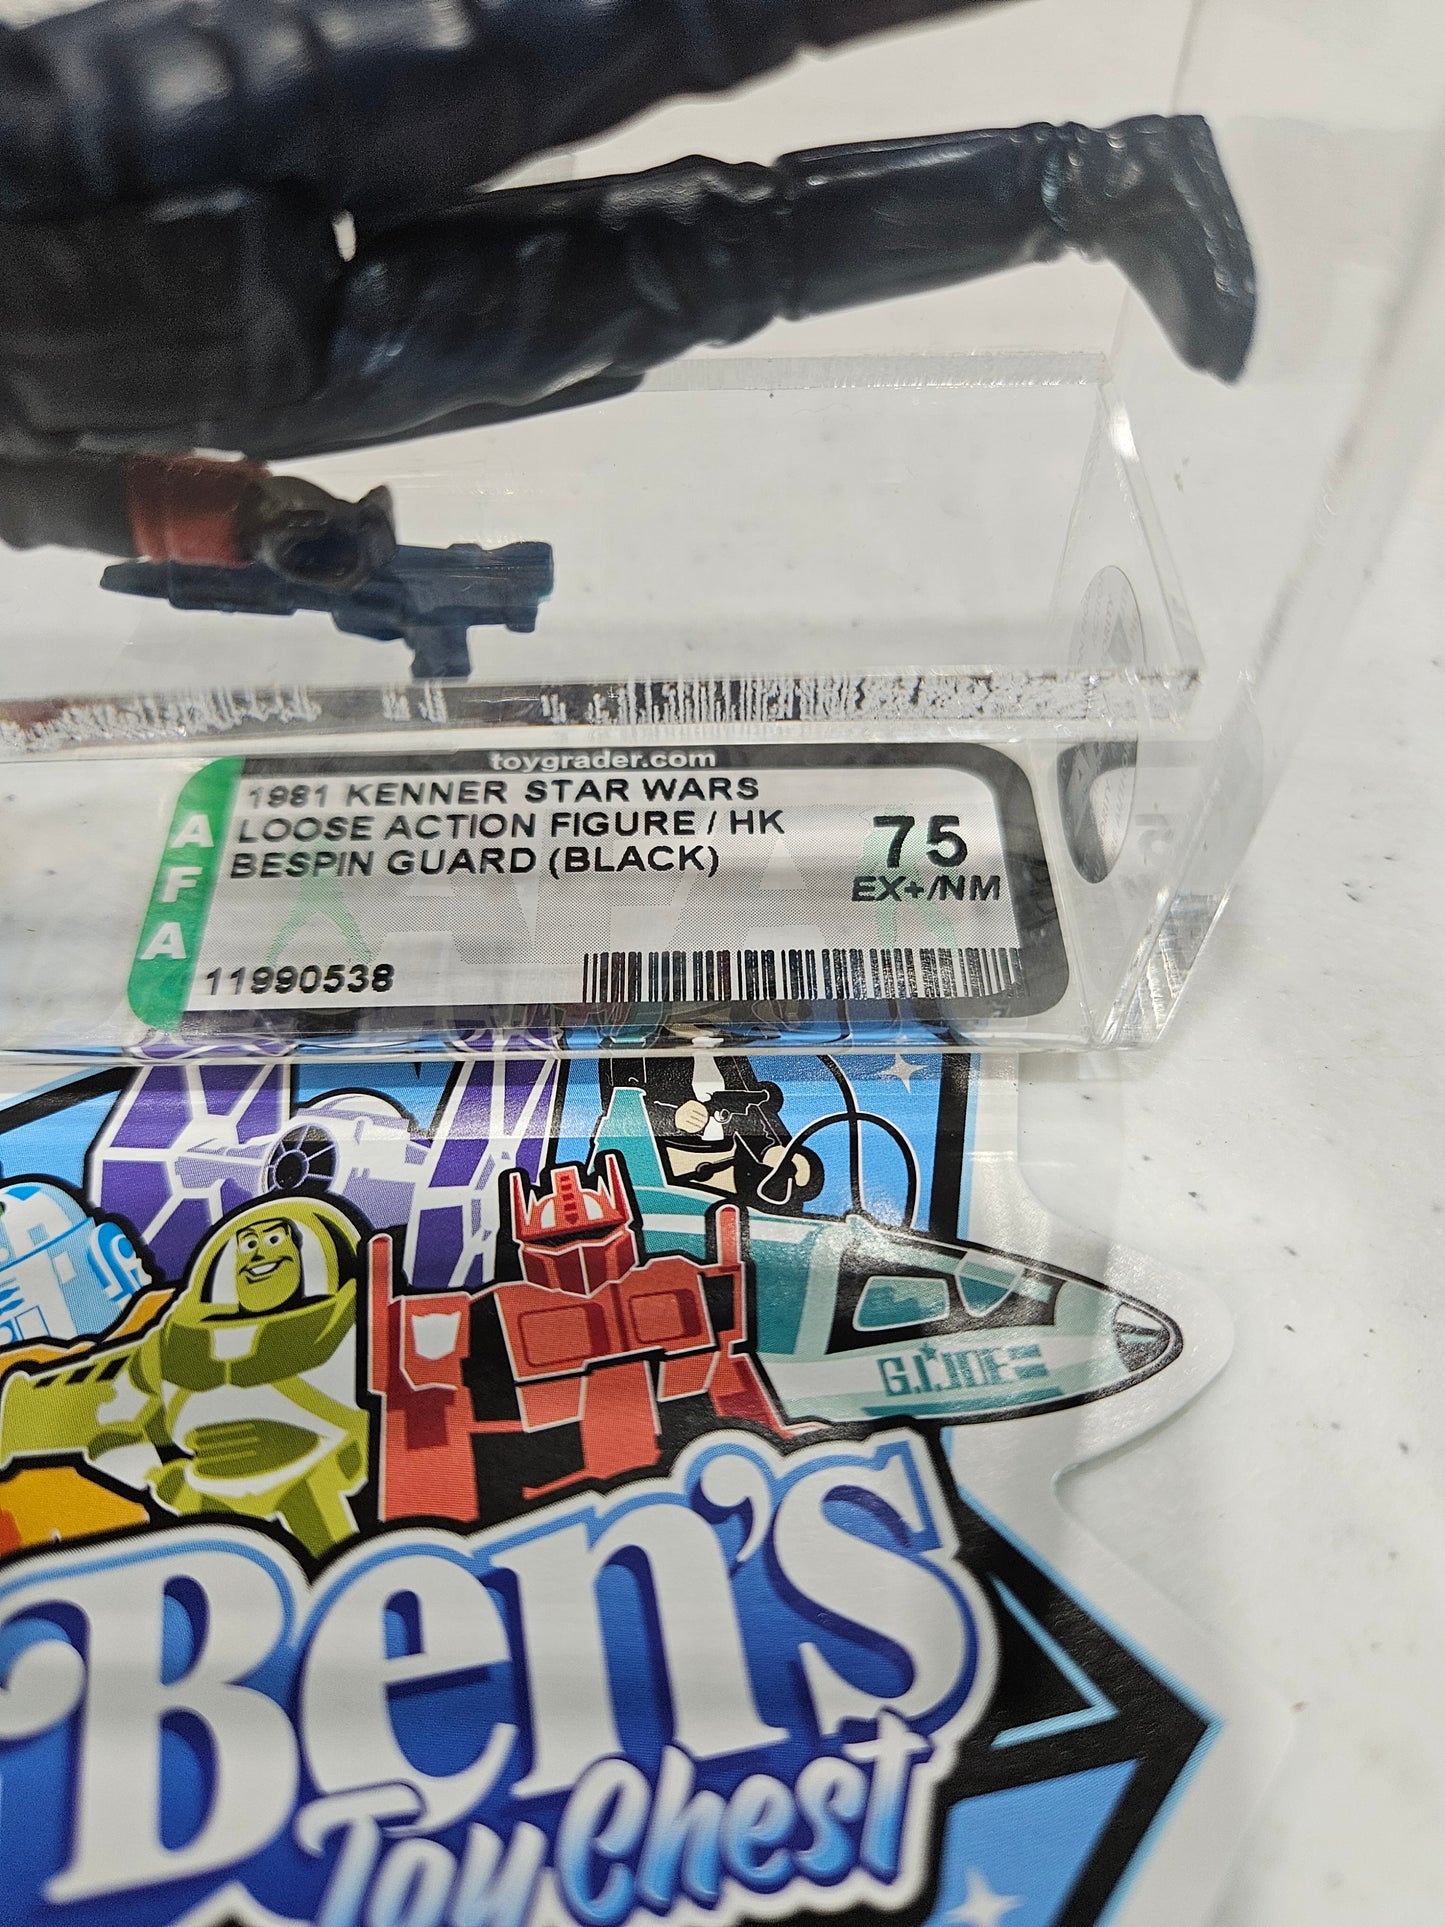 toygrader.com
AFA
1981 KENNER STAR WARS
LOOSE ACTION FIGURE / HK
BESPIN GUARD (BLACK)
75
EX+/NM
11990538
G.I. JOE
Ben's
Toy Chest